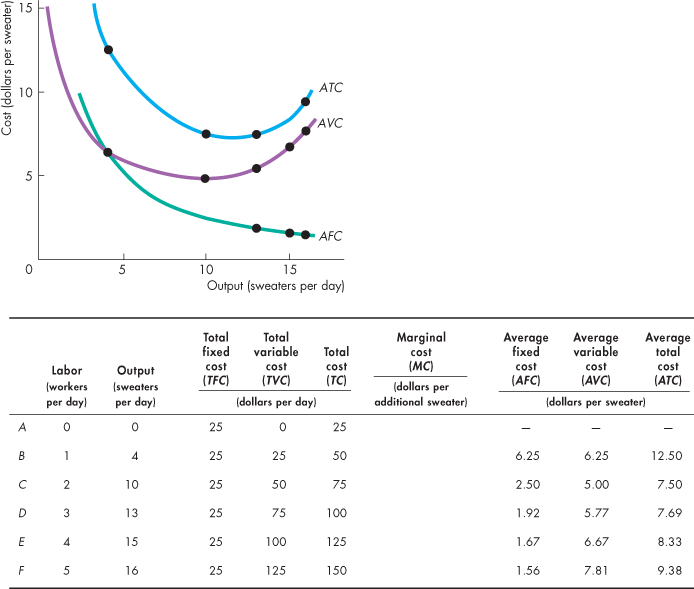 Cost (dollars per sweater)
15
10
5
0
5
10
15
ATC
AVC
AFC
Output (sweaters per day)
Labor
(workers
per day)
Output
(sweaters
per day)
Total
fixed
cost
(TFC)
Total
variable
cost
(TVC)
Total
cost
(TC)
(dollars per day)
Marginal
cost
(MC)
(dollars per
additional sweater)
Average
fixed
cost
(AFC)
Average
variable
cost
(AVC)
Average
total
cost
(ATC)
(dollars per sweater)
A 0 0 25 0 25 — — —
B 1 4 25 25 50 6.25 6.25 12.50
C 2 10 25 50 75 2.50 5.00 7.50
D 3 13 25 75 100 1.92 5.77 7.69
E 4 15 25 100 125 1.67 6.67 8.33
F 5 16 25 125 150 1.56 7.81 9.38